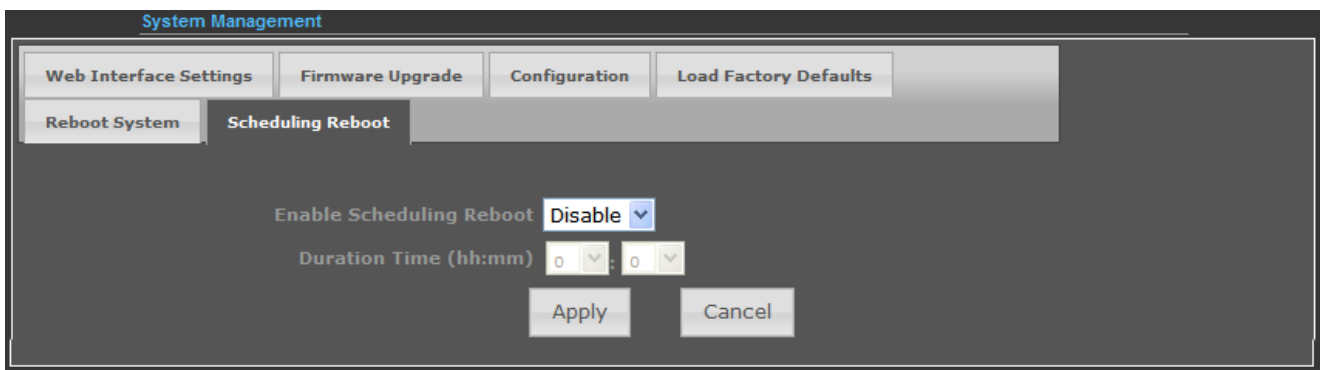 System Management
Web Interface Settings Firmware Upgrade Configuration Load Factory Defaults
Reboot System Scheduling Reboot
Enable Scheduling Reboot Disable
Duration Time (hh:mm) 0 : 0
Apply Cancel